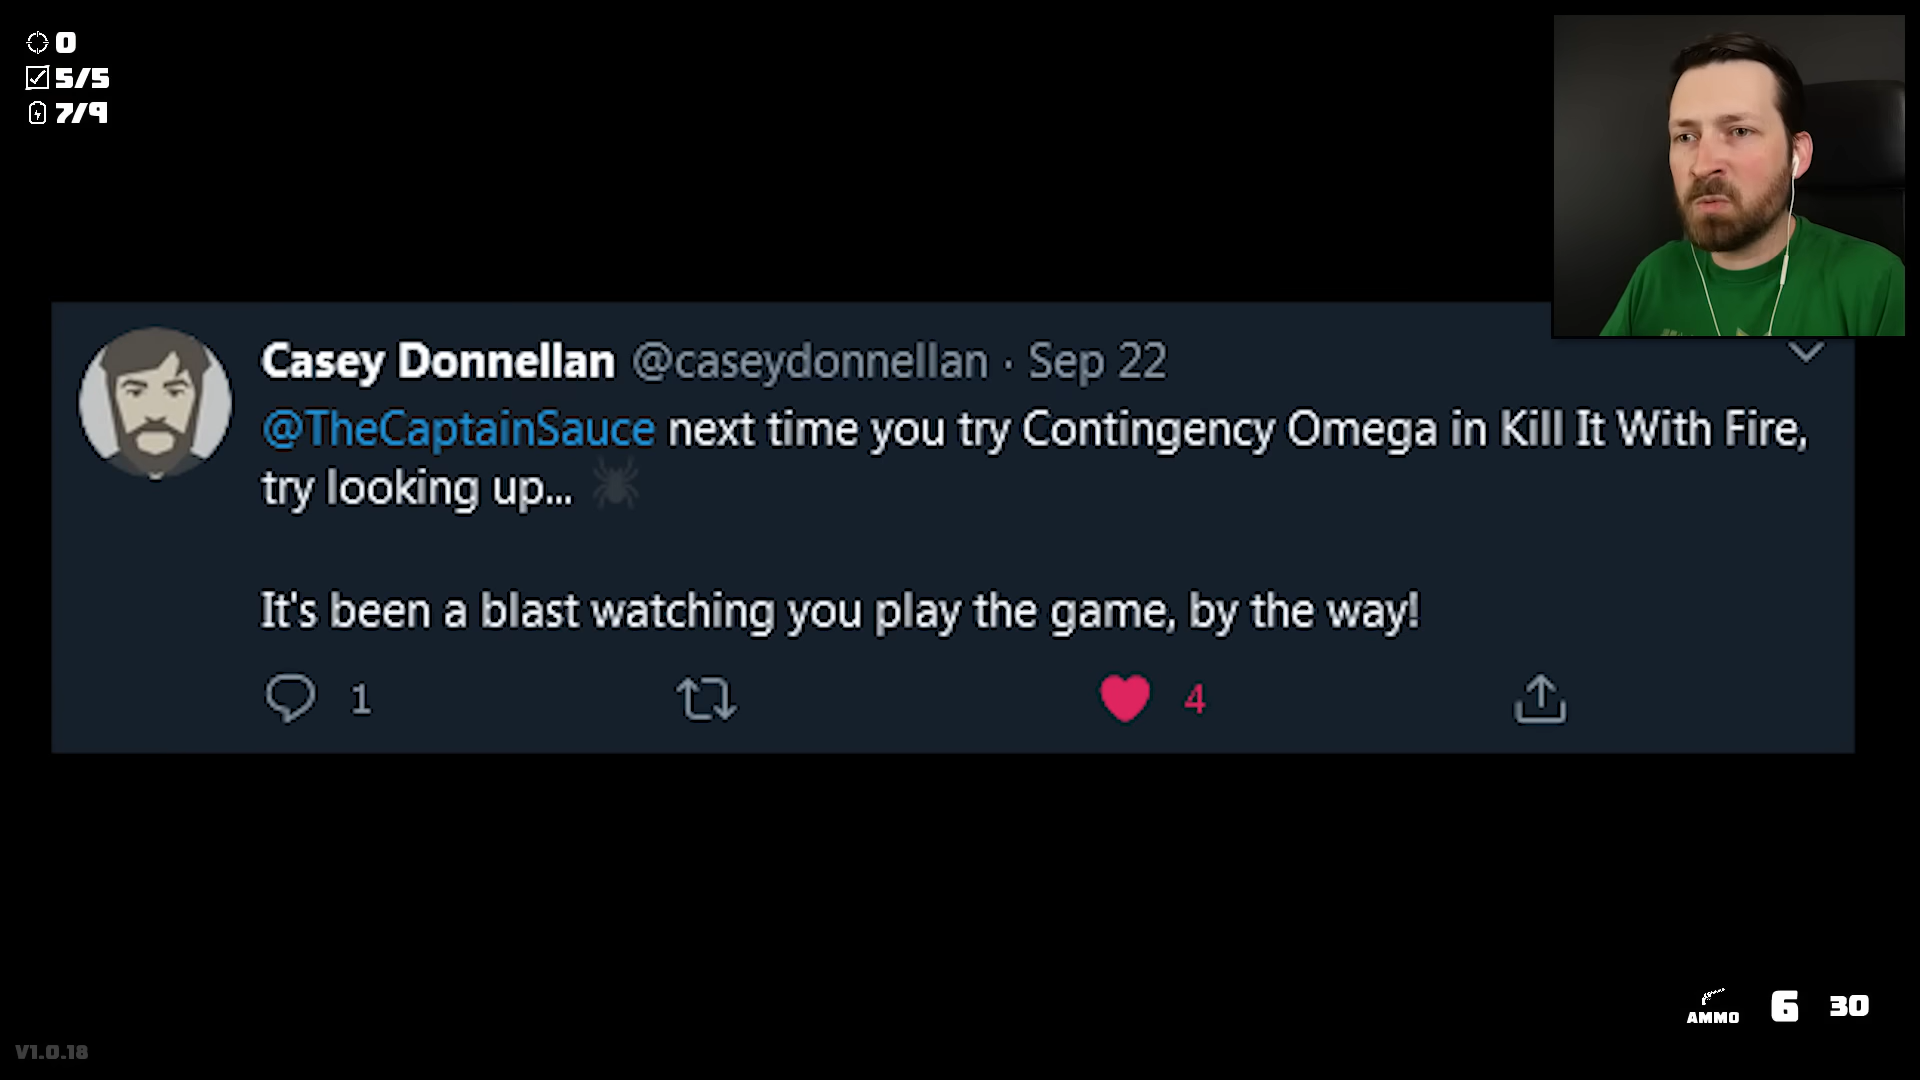 0
5/5
7/9
Casey Donnellan @caseydonnellan · Sep 22
@TheCaptainSauce next time you try Contingency Omega in Kill It With Fire,
try looking up... 🕷
It's been a blast watching you play the game, by the way!
1 4
AMMO 6 30
V1.0.18